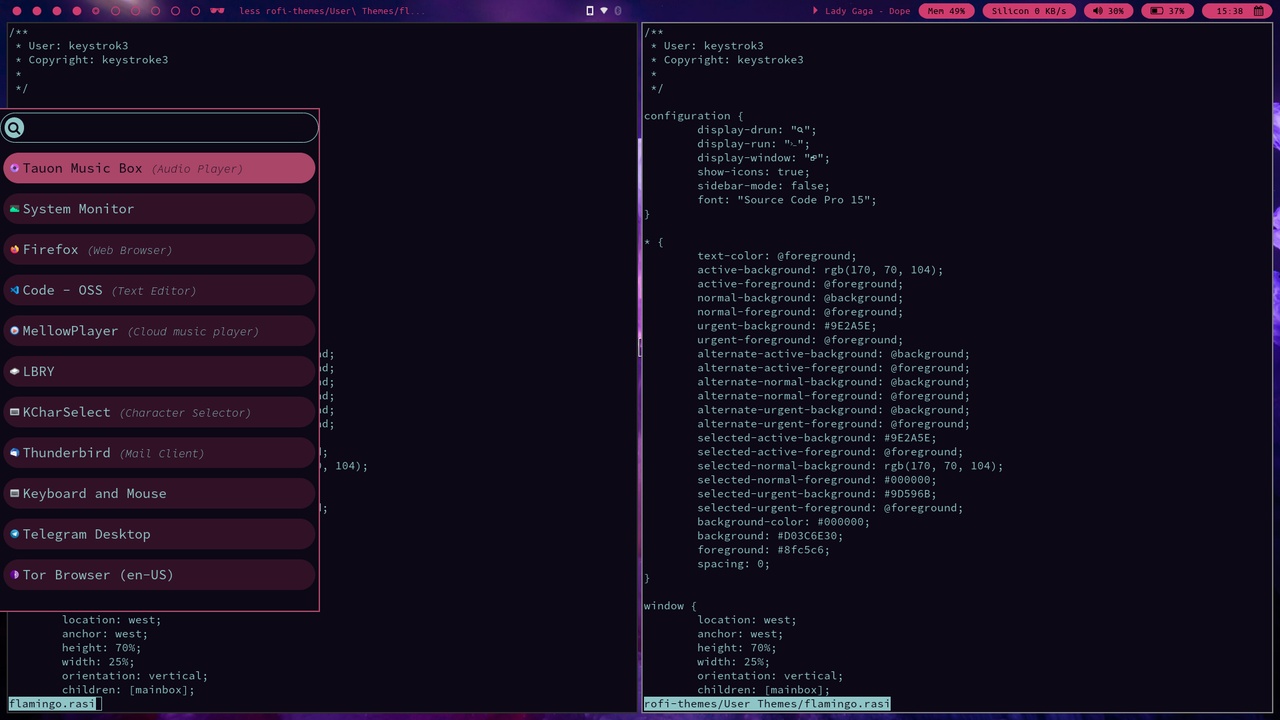 less rofi-themes/User\ Themes/fl...
Lady Gaga - Dope
Mem 49%
Silicon 0 KB/s
30%
37%
15:38
/**
 * User: keystrok3
 * Copyright: keystroke3
 *
 */
Tauon Music Box (Audio Player)
System Monitor
Firefox (Web Browser)
Code - OSS (Text Editor)
MellowPlayer (Cloud music player)
LBRY
KCharSelect (Character Selector)
Thunderbird (Mail Client)
Keyboard and Mouse
Telegram Desktop
Tor Browser (en-US)
nd;
d;
d;
d;
nd;
d;
;
, 104);
;
location: west;
anchor: west;
height: 70%;
width: 25%;
orientation: vertical;
children: [mainbox];
flamingo.rasi
/**
 * User: keystrok3
 * Copyright: keystroke3
 *
 */
configuration {
display-drun: "";
display-run: "";
display-window: "";
show-icons: true;
sidebar-mode: false;
font: "Source Code Pro 15";
}
* {
text-color: @foreground;
active-background: rgb(170, 70, 104);
active-foreground: @foreground;
normal-background: @background;
normal-foreground: @foreground;
urgent-background: #9E2A5E;
urgent-foreground: @foreground;
alternate-active-background: @background;
alternate-active-foreground: @foreground;
alternate-normal-background: @background;
alternate-normal-foreground: @foreground;
alternate-urgent-background: @background;
alternate-urgent-foreground: @foreground;
selected-active-background: #9E2A5E;
selected-active-foreground: @foreground;
selected-normal-background: rgb(170, 70, 104);
selected-normal-foreground: #000000;
selected-urgent-background: #9D596B;
selected-urgent-foreground: @foreground;
background-color: #000000;
background: #D03C6E30;
foreground: #8fc5c6;
spacing: 0;
}
window {
location: west;
anchor: west;
height: 70%;
width: 25%;
orientation: vertical;
children: [mainbox];
rofi-themes/User Themes/flamingo.rasi